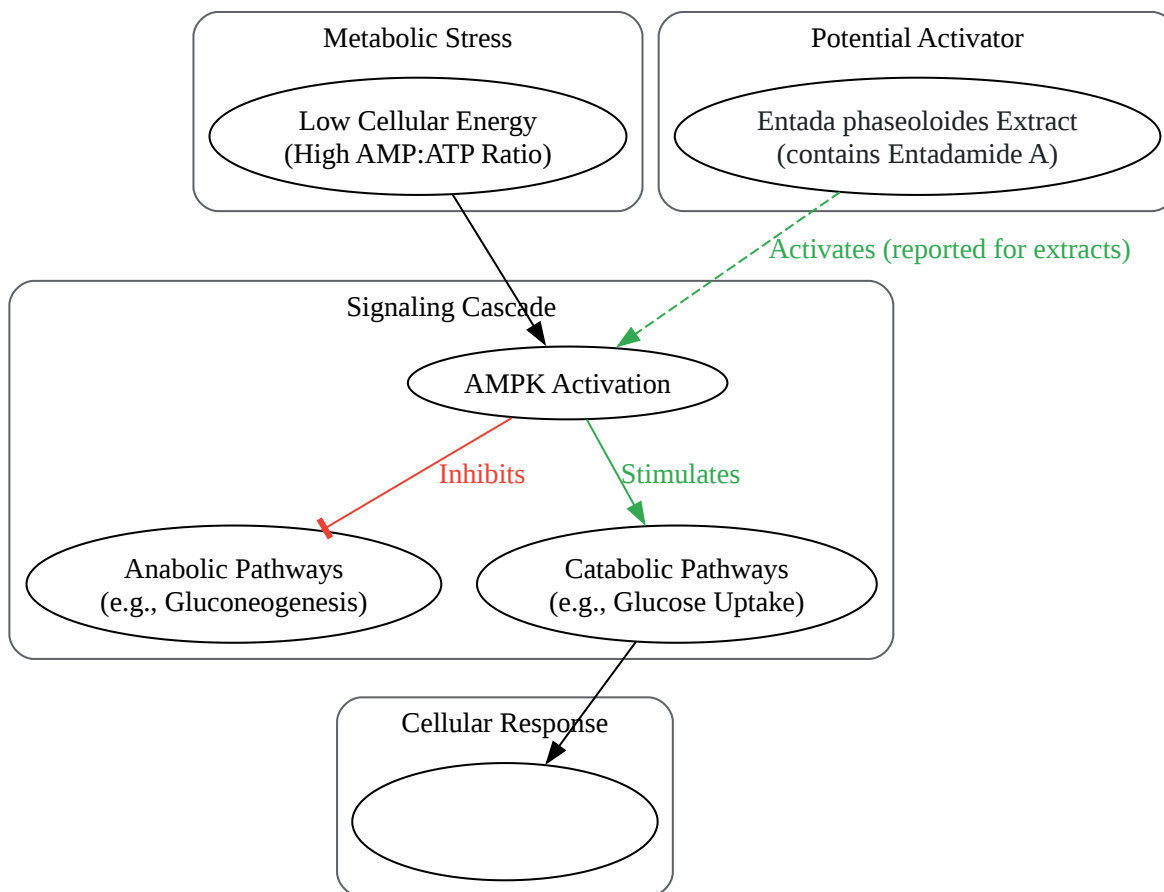 Metabolic Stress
Potential Activator
Low Cellular Energy
(High AMP:ATP Ratio)
Entada phaseoloides Extract
(contains Entadamide A)
Activates (reported for extracts)
Signaling Cascade
AMPK Activation
Inhibits
Stimulates
Anabolic Pathways
(e.g., Gluconeogenesis)
Catabolic Pathways
(e.g., Glucose Uptake)
Cellular Response